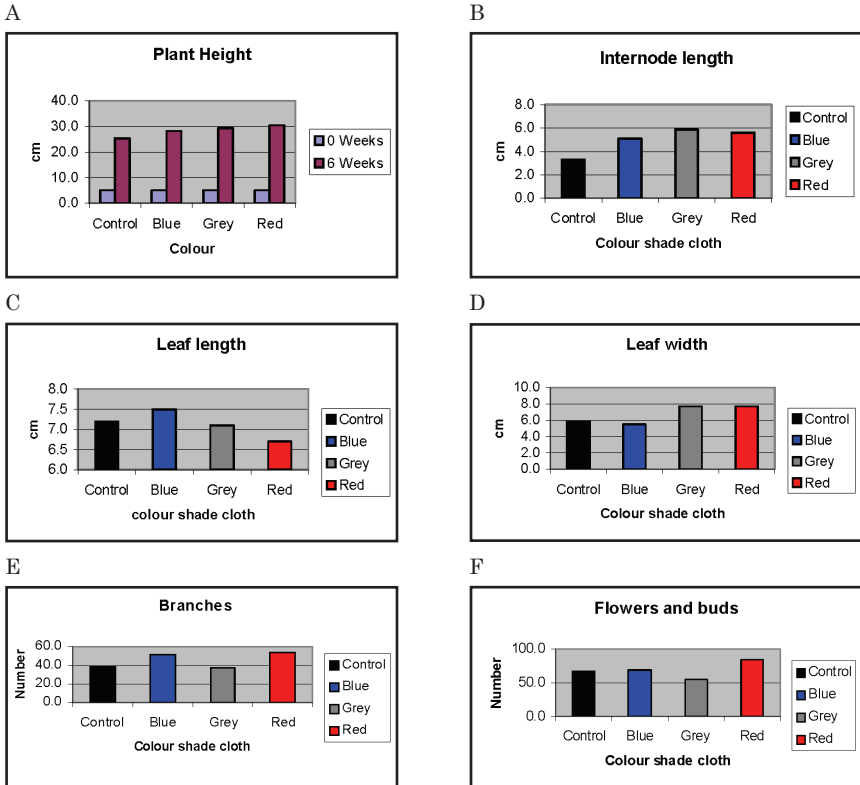 A
Plant Height
40.0
30.0
20.0
10.0
0.0
cm
Control Blue Grey Red
Colour
0 Weeks
6 Weeks
B
Internode length
8.0
6.0
4.0
2.0
0.0
cm
Control Blue Grey Red
Colour shade cloth
Control
Blue
Grey
Red
C
Leaf length
8.0
7.5
7.0
6.5
6.0
cm
Control Blue Grey Red
colour shade cloth
Control
Blue
Grey
Red
D
Leaf width
10.0
8.0
6.0
4.0
2.0
0.0
cm
Control Blue Grey Red
Colour shade cloth
Control
Blue
Grey
Red
E
Branches
60.0
40.0
20.0
0.0
Number
Control Blue Grey Red
Colour shade cloth
Control
Blue
Grey
Red
F
Flowers and buds
100.0
50.0
0.0
Number
Control Blue Grey Red
Colour shade cloth
Control
Blue
Grey
Red